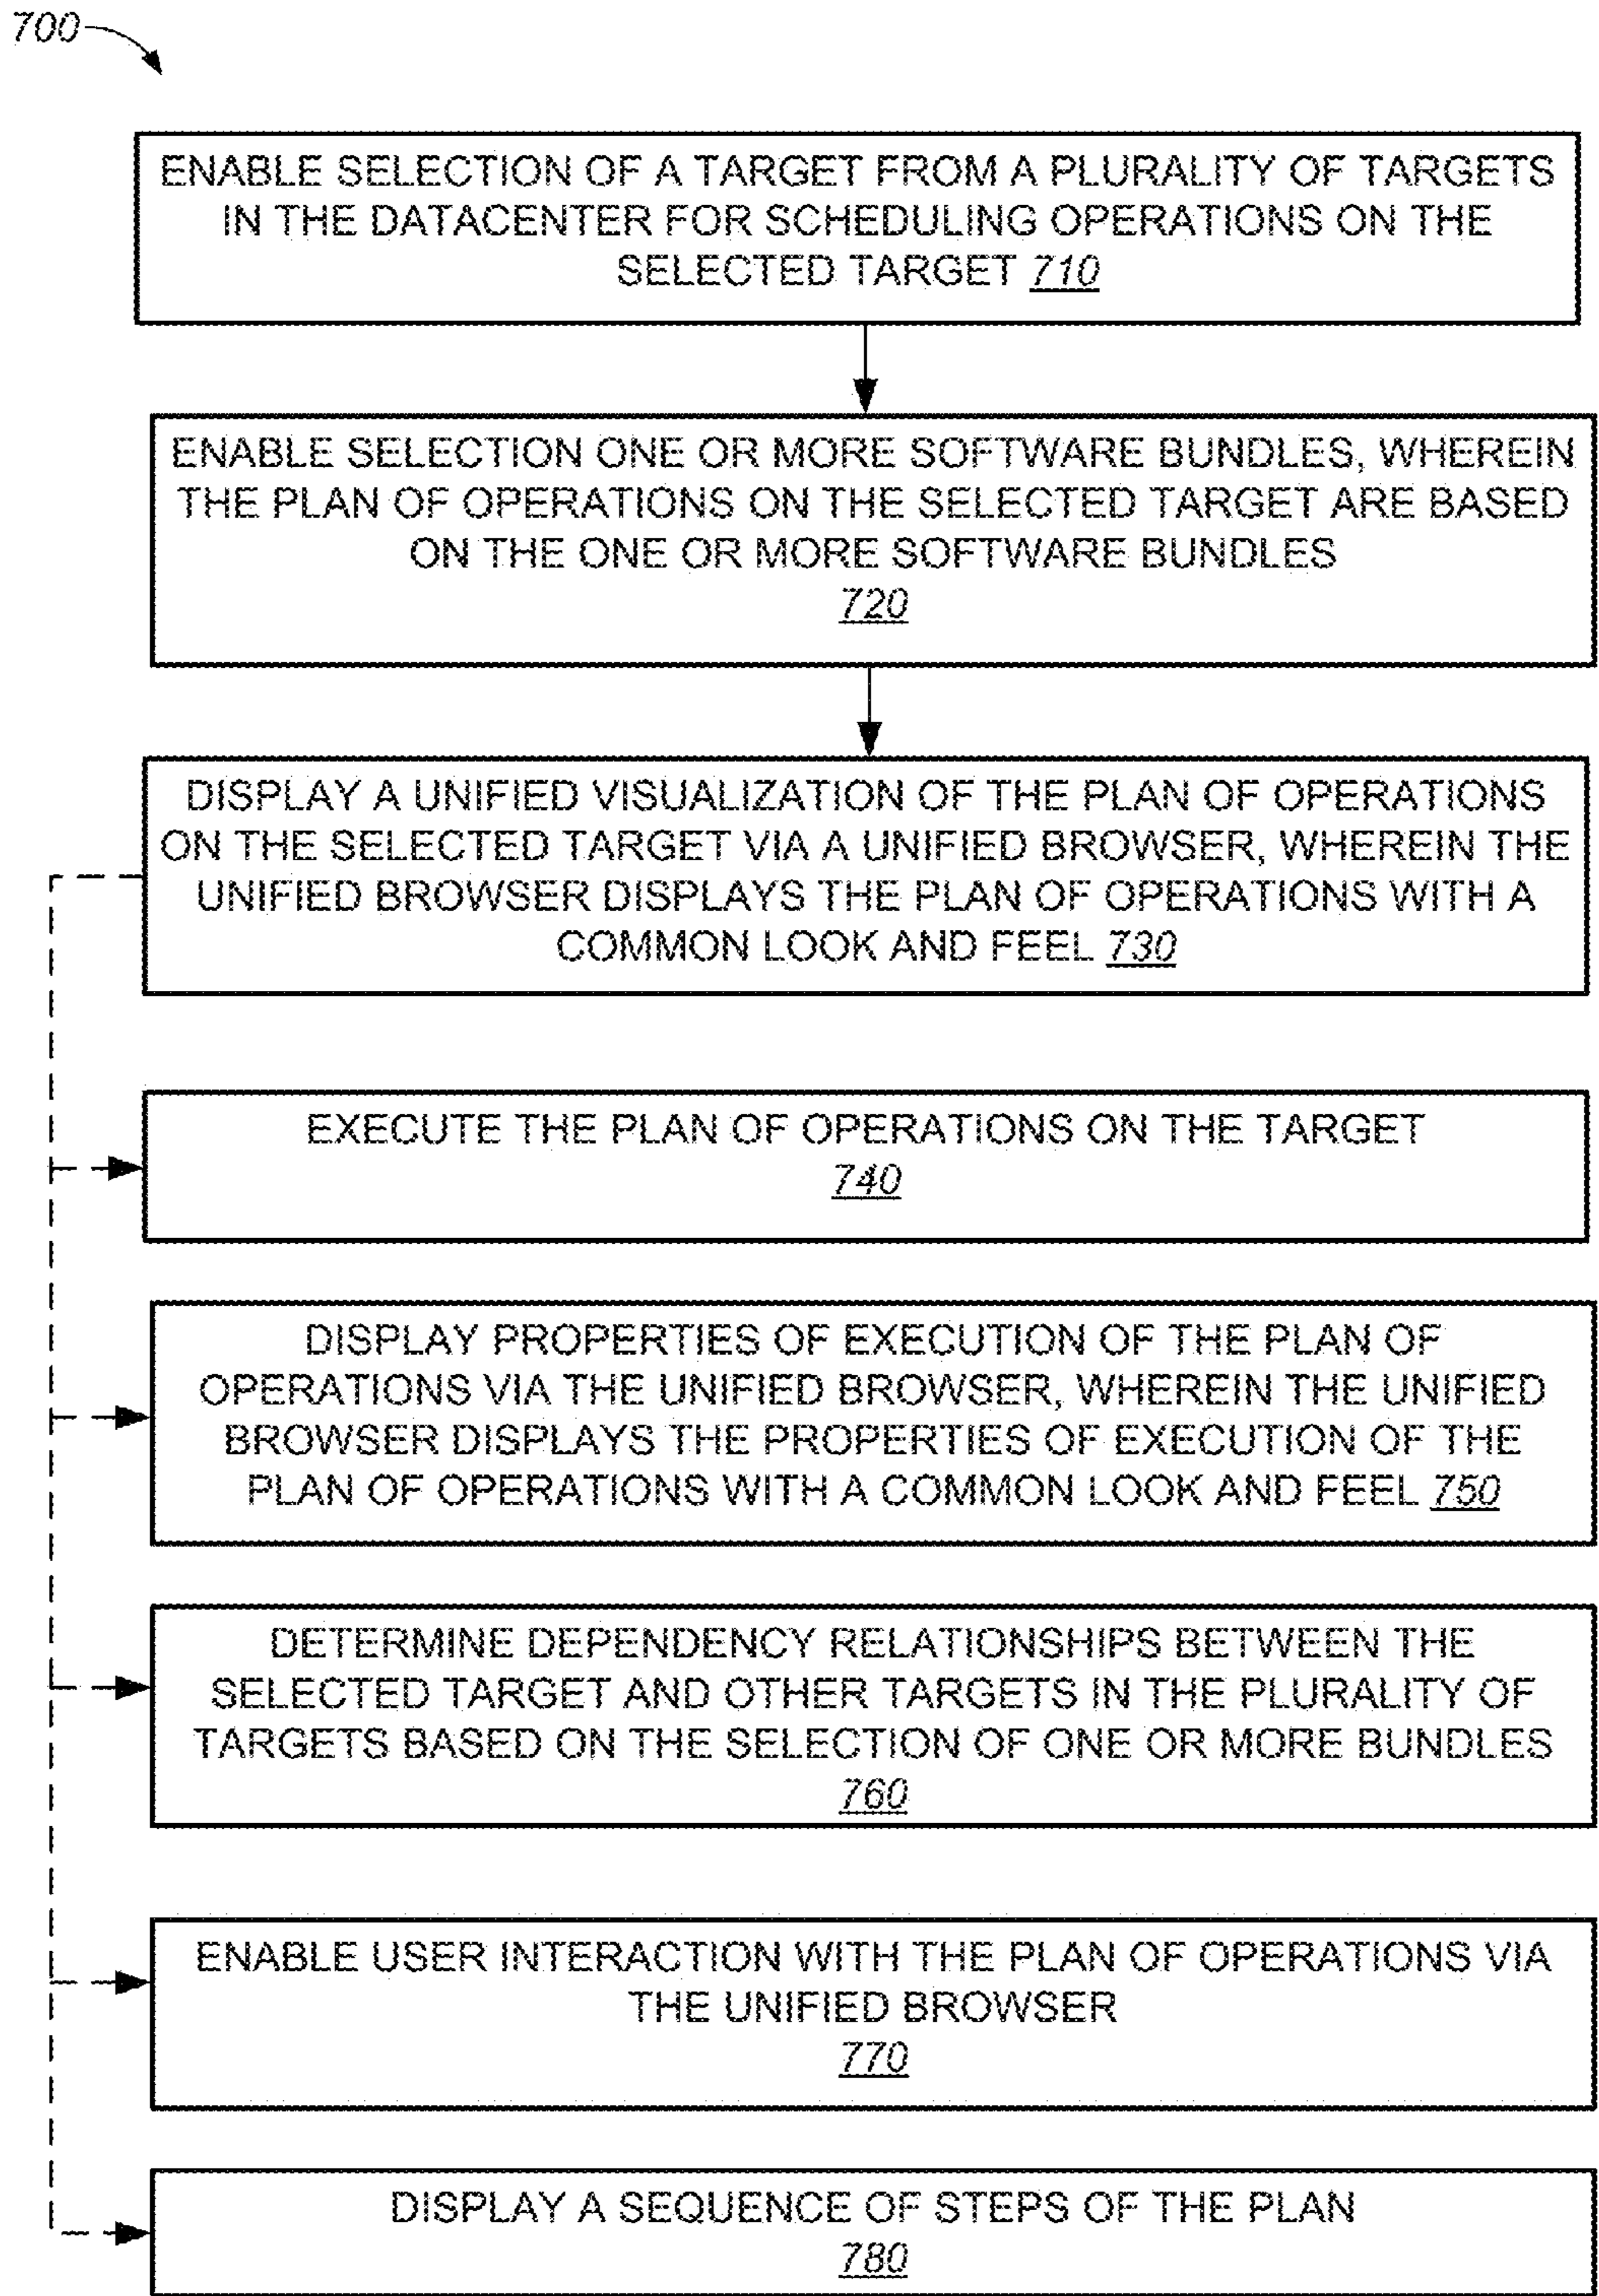 700
ENABLE SELECTION OF A TARGET FROM A PLURALITY OF TARGETS
IN THE DATACENTER FOR SCHEDULING OPERATIONS ON THE
SELECTED TARGET 710
ENABLE SELECTION ONE OR MORE SOFTWARE BUNDLES, WHEREIN
THE PLAN OF OPERATIONS ON THE SELECTED TARGET ARE BASED
ON THE ONE OR MORE SOFTWARE BUNDLES
720
DISPLAY A UNIFIED VISUALIZATION OF THE PLAN OF OPERATIONS
ON THE SELECTED TARGET VIA A UNIFIED BROWSER, WHEREIN THE
UNIFIED BROWSER DISPLAYS THE PLAN OF OPERATIONS WITH A
COMMON LOOK AND FEEL 730
EXECUTE THE PLAN OF OPERATIONS ON THE TARGET
740
DISPLAY PROPERTIES OF EXECUTION OF THE PLAN OF
OPERATIONS VIA THE UNIFIED BROWSER, WHEREIN THE UNIFIED
BROWSER DISPLAYS THE PROPERTIES OF EXECUTION OF THE
PLAN OF OPERATIONS WITH A COMMON LOOK AND FEEL 750
DETERMINE DEPENDENCY RELATIONSHIPS BETWEEN THE
SELECTED TARGET AND OTHER TARGETS IN THE PLURALITY OF
TARGETS BASED ON THE SELECTION OF ONE OR MORE BUNDLES
760
ENABLE USER INTERACTION WITH THE PLAN OF OPERATIONS VIA
THE UNIFIED BROWSER
770
DISPLAY A SEQUENCE OF STEPS OF THE PLAN
780